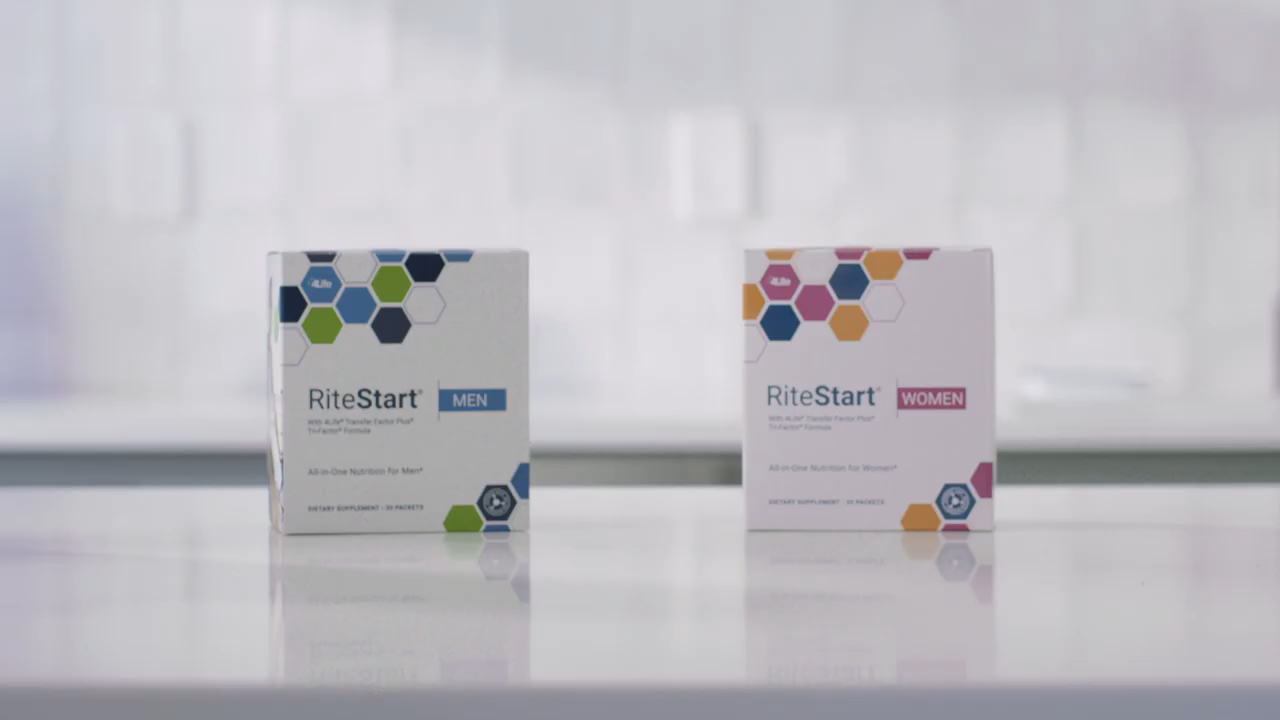 4Life
RiteStart® MEN
With 4Life® Transfer Factor Plus®
Tri-Factor® Formula
All-in-One Nutrition for Men*
DIETARY SUPPLEMENT · 30 PACKETS
4Life
RiteStart® WOMEN
With 4Life® Transfer Factor Plus®
Tri-Factor® Formula
All-in-One Nutrition for Women*
DIETARY SUPPLEMENT · 30 PACKETS